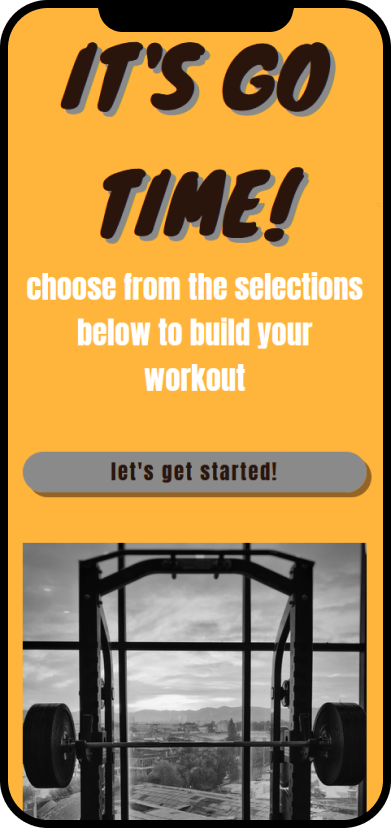 IT'S GO
TIME!
choose from the selections
below to build your
workout
let's get started!